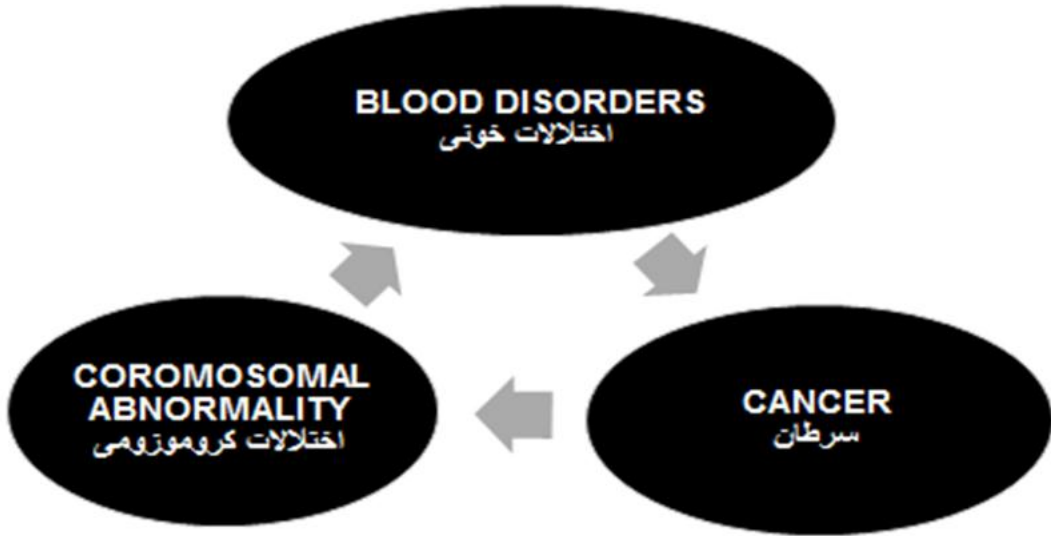 BLOOD DISORDERS
اختلالات خونی
COROMOSOMAL
ABNORMALITY
اختلالات کروموزومی
CANCER
سرطان